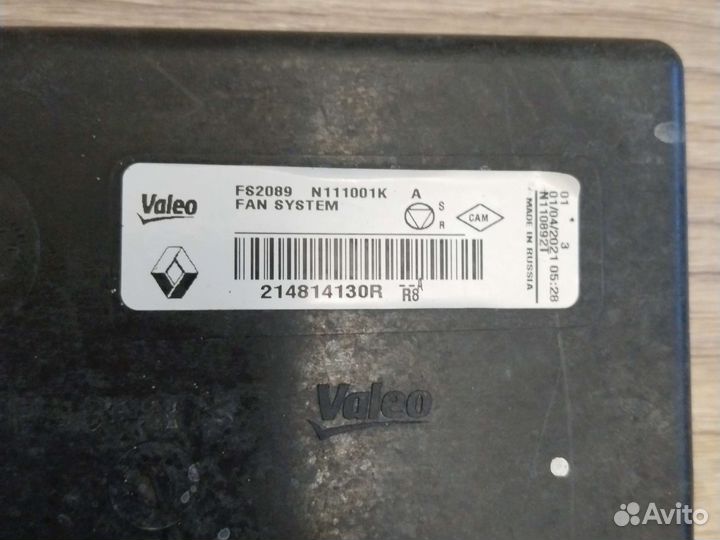 Valeo
FS2089 N111001K A
FAN SYSTEM
S
R
CAM
214814130R --A
R8
01 * 3
01/04/2021 05:28
N110892T
MADE IN RUSSIA
Valeo
Avito